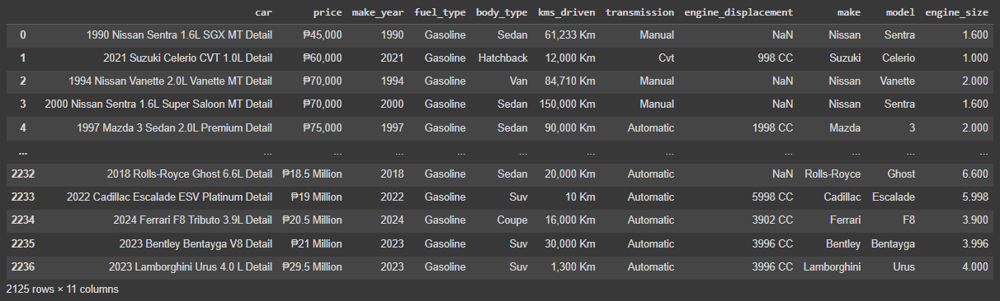 car price make_year fuel_type body_type kms_driven transmission engine_displacement make model engine_size
0 1990 Nissan Sentra 1.6L SGX MT Detail ₱45,000 1990 Gasoline Sedan 61,233 Km Manual NaN Nissan Sentra 1.600
1 2021 Suzuki Celerio CVT 1.0L Detail ₱60,000 2021 Gasoline Hatchback 12,000 Km Cvt 998 CC Suzuki Celerio 1.000
2 1994 Nissan Vanette 2.0L Vanette MT Detail ₱70,000 1994 Gasoline Van 84,710 Km Manual NaN Nissan Vanette 2.000
3 2000 Nissan Sentra 1.6L Super Saloon MT Detail ₱70,000 2000 Gasoline Sedan 150,000 Km Manual NaN Nissan Sentra 1.600
4 1997 Mazda 3 Sedan 2.0L Premium Detail ₱75,000 1997 Gasoline Sedan 90,000 Km Automatic 1998 CC Mazda 3 2.000
... ... ... ... ... ... ... ... ... ... ... ...
2232 2018 Rolls-Royce Ghost 6.6L Detail ₱18.5 Million 2018 Gasoline Sedan 20,000 Km Automatic NaN Rolls-Royce Ghost 6.600
2233 2022 Cadillac Escalade ESV Platinum Detail ₱19 Million 2022 Gasoline Suv 10 Km Automatic 5998 CC Cadillac Escalade 5.998
2234 2024 Ferrari F8 Tributo 3.9L Detail ₱20.5 Million 2024 Gasoline Coupe 16,000 Km Automatic 3902 CC Ferrari F8 3.900
2235 2023 Bentley Bentayga V8 Detail ₱21 Million 2023 Gasoline Suv 30,000 Km Automatic 3996 CC Bentley Bentayga 3.996
2236 2023 Lamborghini Urus 4.0 L Detail ₱29.5 Million 2023 Gasoline Suv 1,300 Km Automatic 3996 CC Lamborghini Urus 4.000
2125 rows × 11 columns